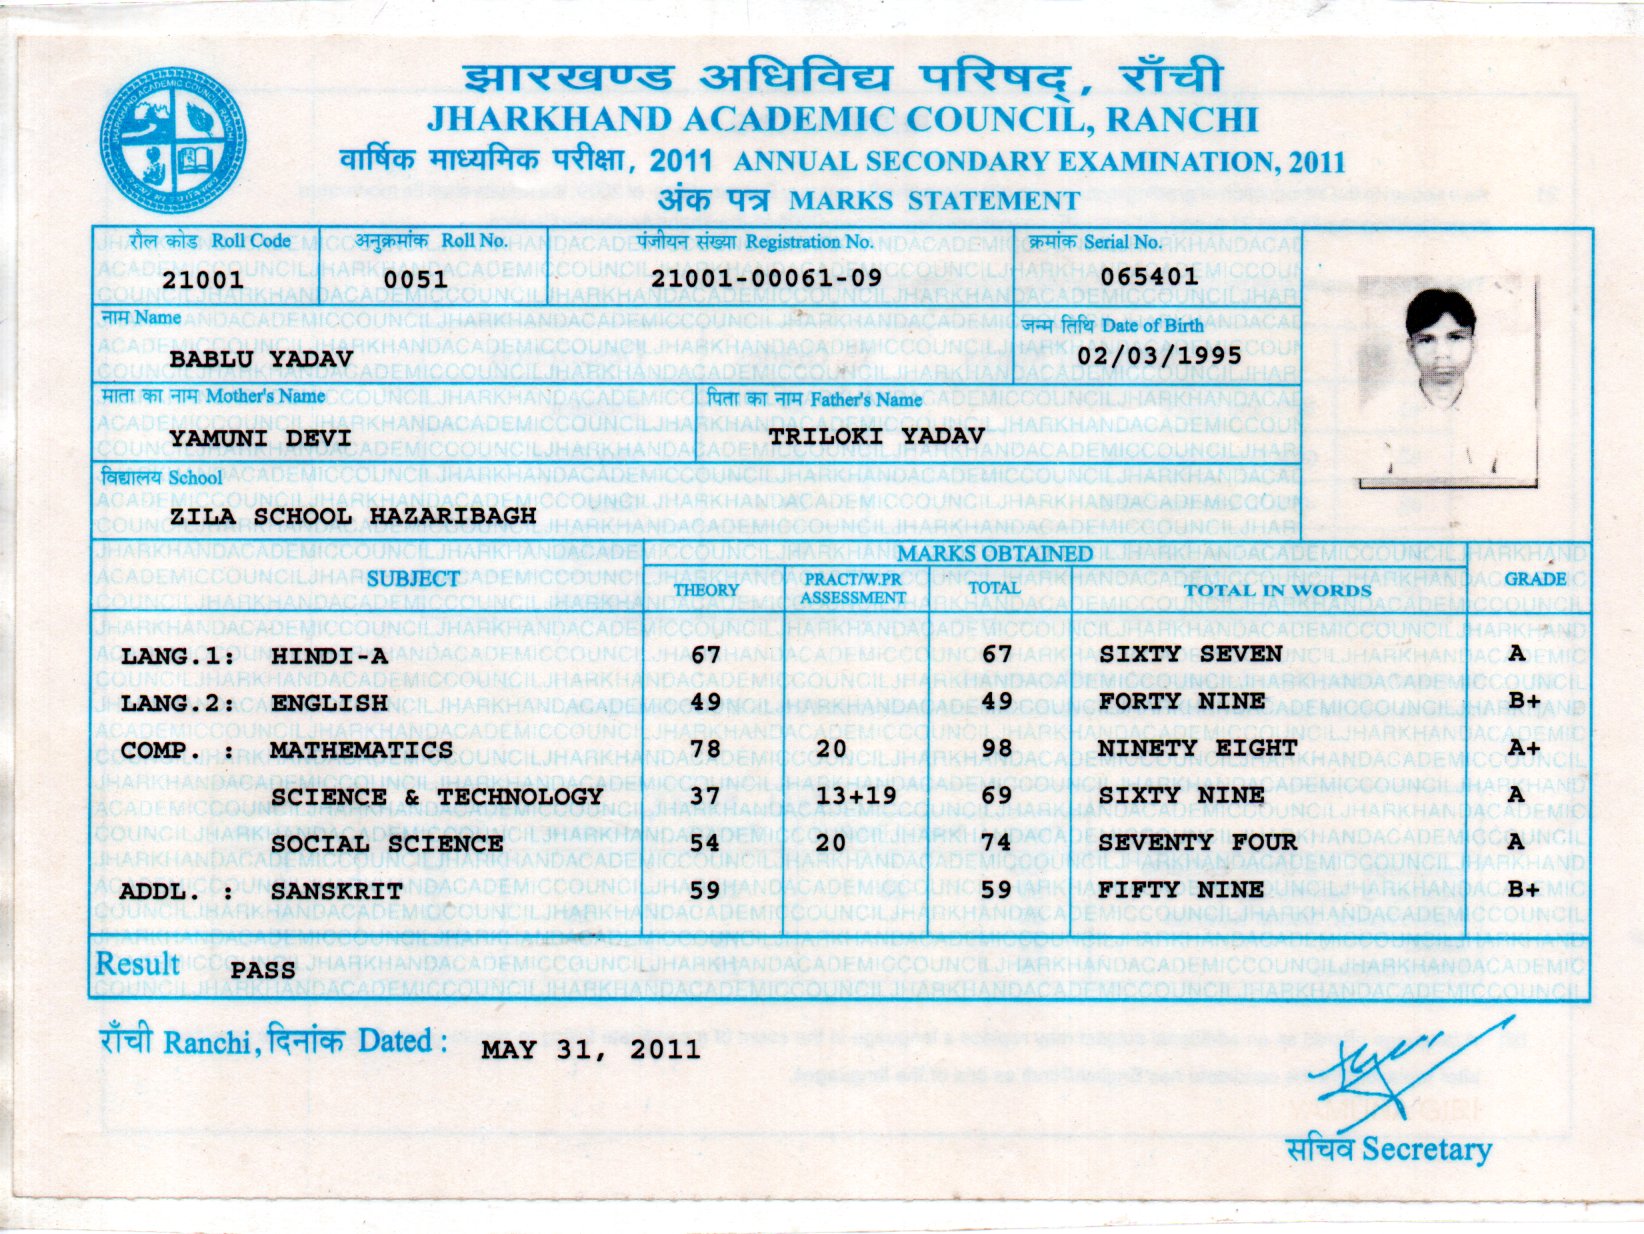 झारखण्ड अधिविद्य परिषद्, राँची
JHARKHAND ACADEMIC COUNCIL, RANCHI
वार्षिक माध्यमिक परीक्षा, 2011 ANNUAL SECONDARY EXAMINATION, 2011
अंक पत्र MARKS STATEMENT
रौल कोड Roll Code अनुक्रमांक Roll No. पंजीयन संख्या Registration No. क्रमांक Serial No.
21001 0051 21001-00061-09 065401
नाम Name जन्म तिथि Date of Birth
BABLU YADAV 02/03/1995
माता का नाम Mother's Name पिता का नाम Father's Name
YAMUNI DEVI TRILOKI YADAV
विद्यालय School
ZILA SCHOOL HAZARIBAGH
MARKS OBTAINED
SUBJECT THEORY PRACT/W.PR ASSESSMENT TOTAL TOTAL IN WORDS GRADE
LANG.1: HINDI-A 67 67 SIXTY SEVEN A
LANG.2: ENGLISH 49 49 FORTY NINE B+
COMP. : MATHEMATICS 78 20 98 NINETY EIGHT A+
SCIENCE & TECHNOLOGY 37 13+19 69 SIXTY NINE A
SOCIAL SCIENCE 54 20 74 SEVENTY FOUR A
ADDL. : SANSKRIT 59 59 FIFTY NINE B+
Result PASS
राँची Ranchi, दिनांक Dated : MAY 31, 2011
सचिव Secretary